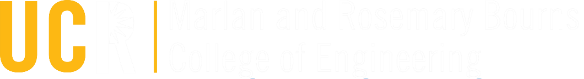 UC
Marlan and Rosemary Bourns
College of Engineering